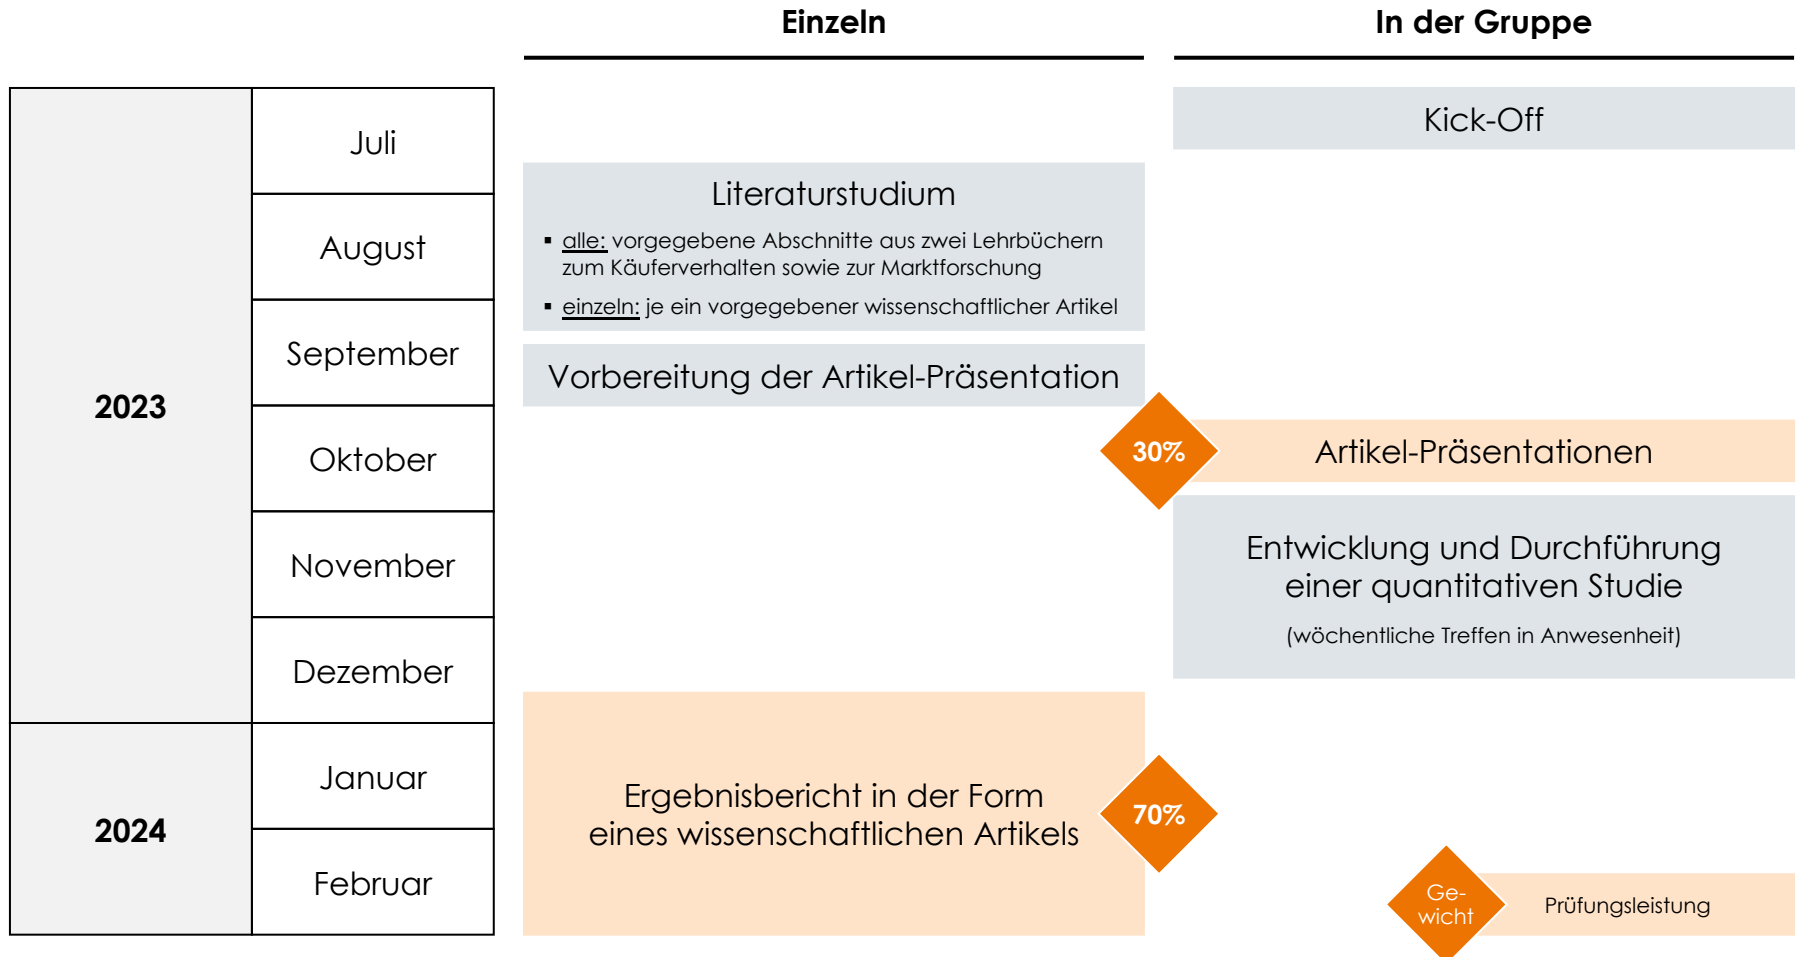 Einzeln
In der Gruppe
2023
Juli
August
September
Oktober
November
Dezember
2024
Januar
Februar
Kick-Off
Literaturstudium
▪ alle: vorgegebene Abschnitte aus zwei Lehrbüchern
zum Käuferverhalten sowie zur Marktforschung
▪ einzeln: je ein vorgegebener wissenschaftlicher Artikel
Vorbereitung der Artikel-Präsentation
30%
Artikel-Präsentationen
Entwicklung und Durchführung
einer quantitativen Studie
(wöchentliche Treffen in Anwesenheit)
Ergebnisbericht in der Form
eines wissenschaftlichen Artikels
70%
Ge-
wicht
Prüfungsleistung